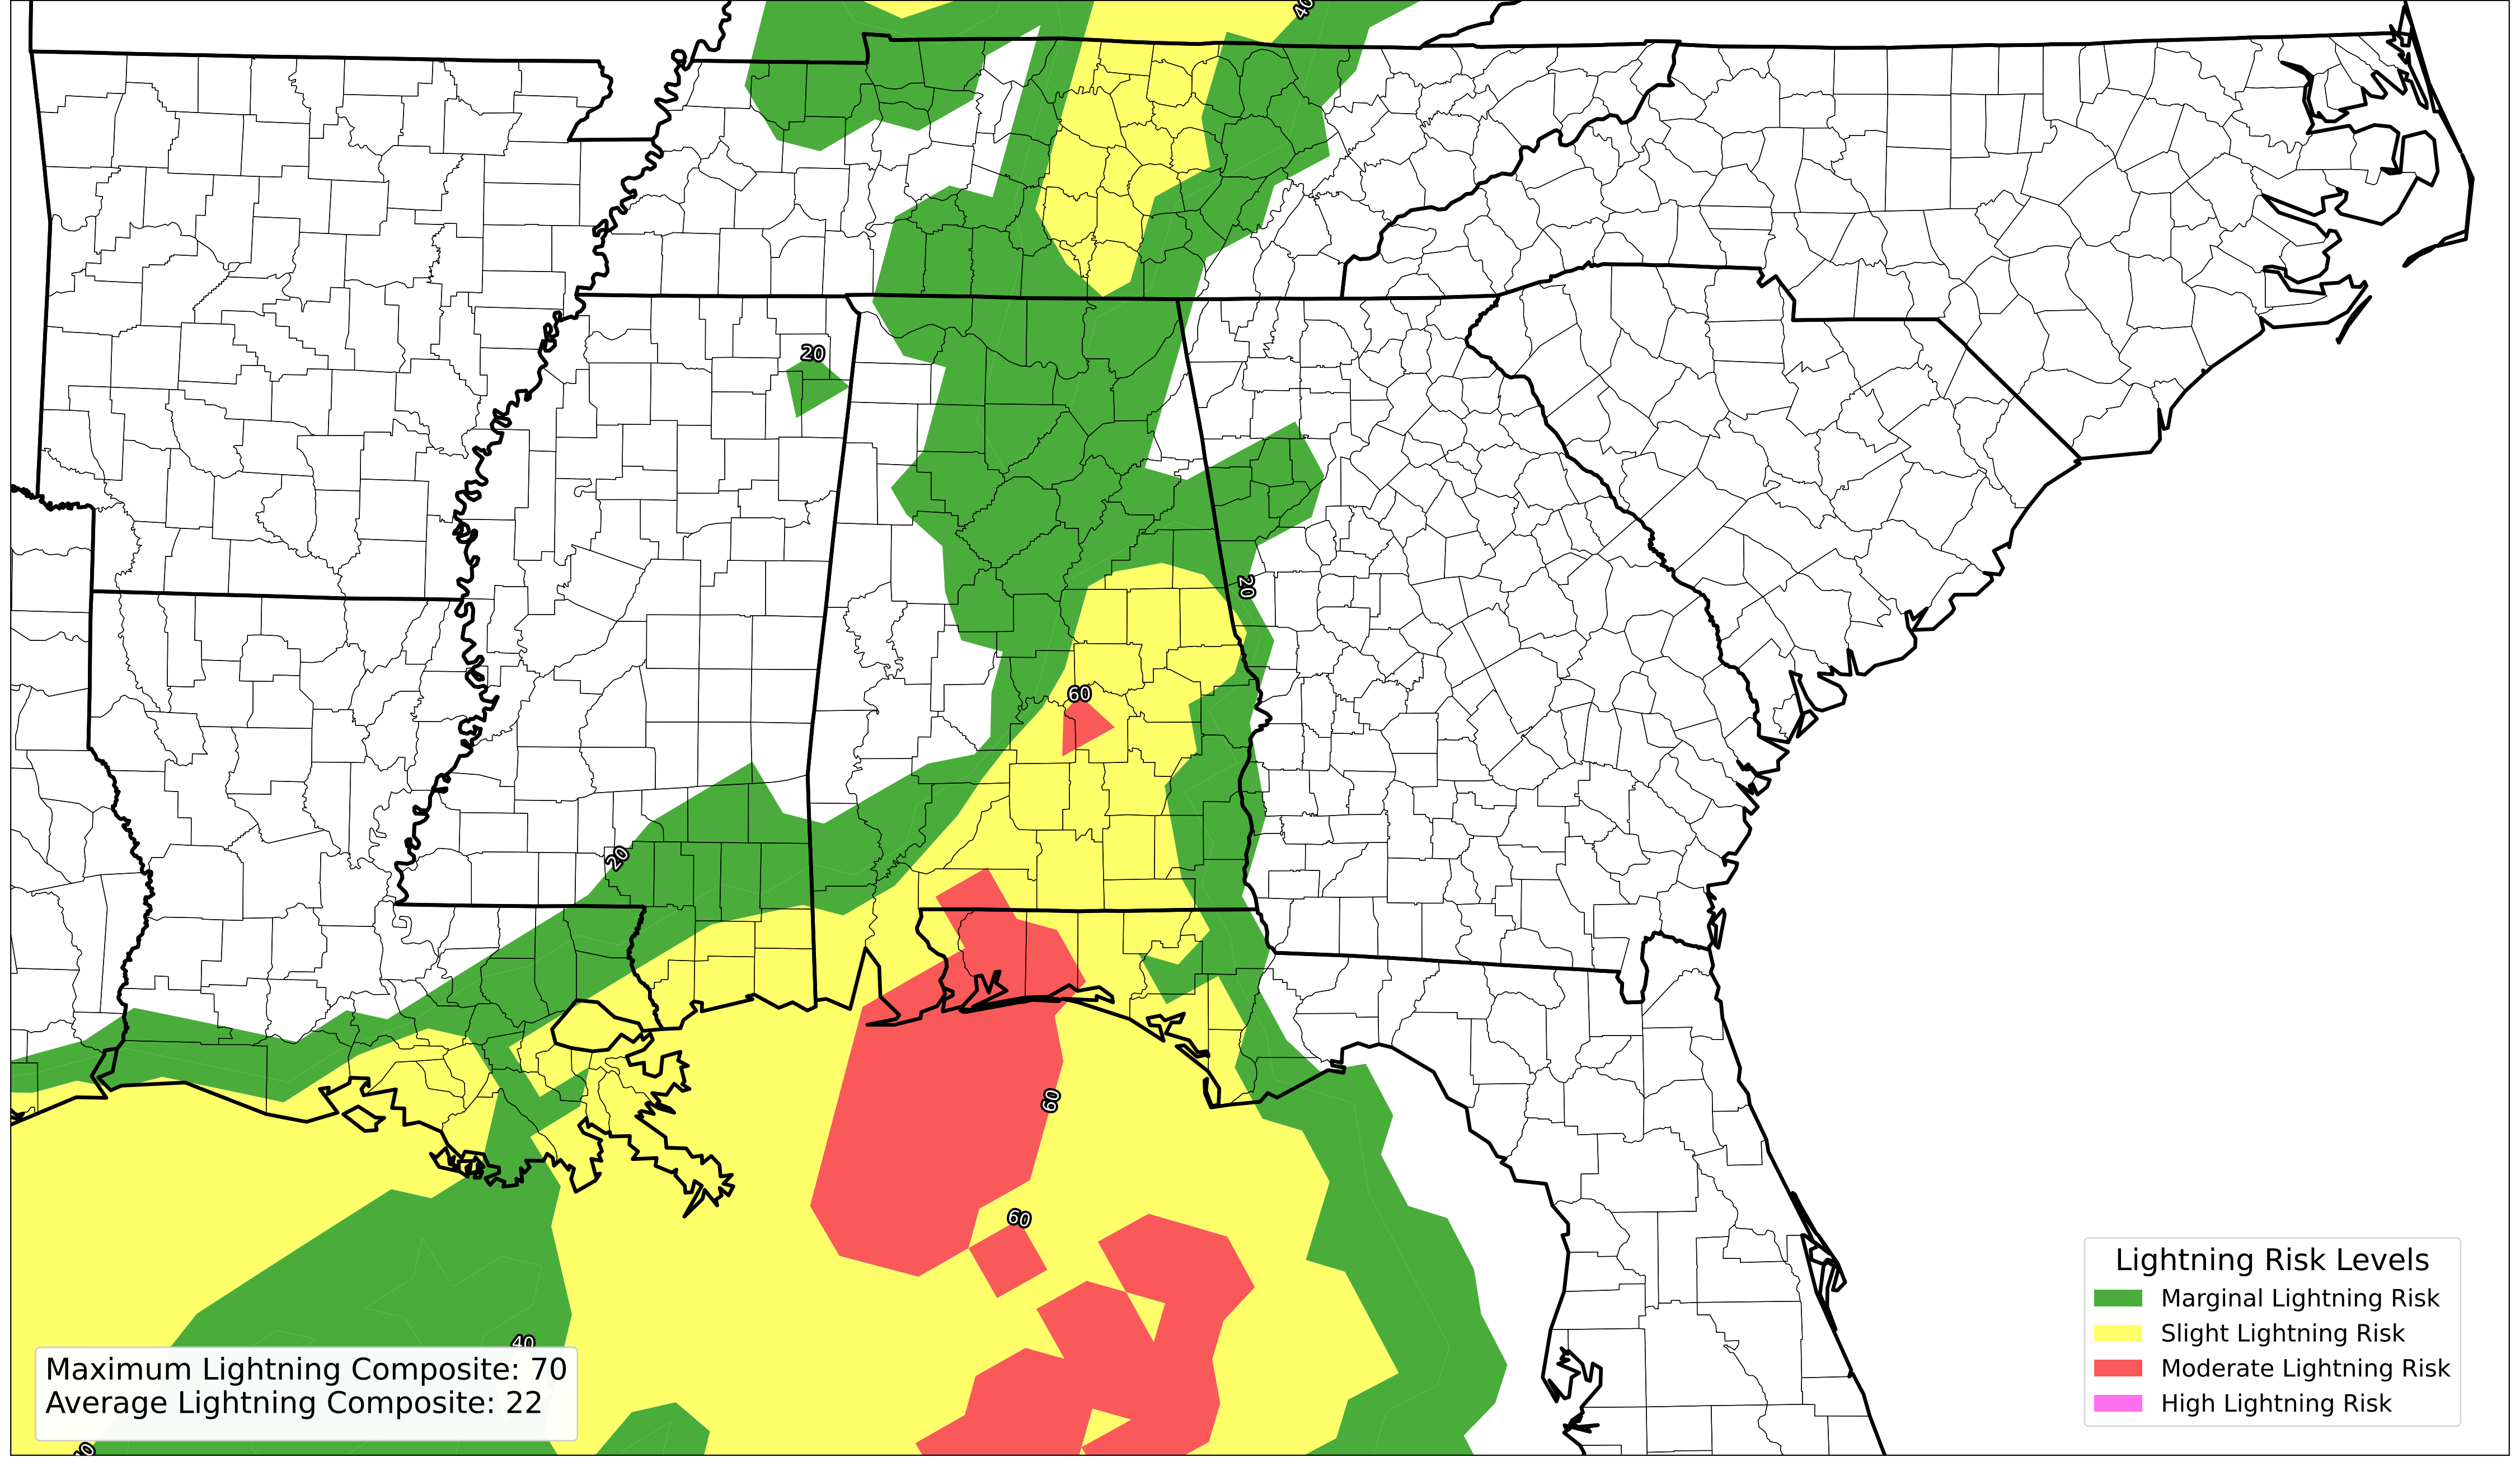 40
20
20
60
20
60
60
40
Maximum Lightning Composite: 70
Average Lightning Composite: 22
Lightning Risk Levels
Marginal Lightning Risk
Slight Lightning Risk
Moderate Lightning Risk
High Lightning Risk